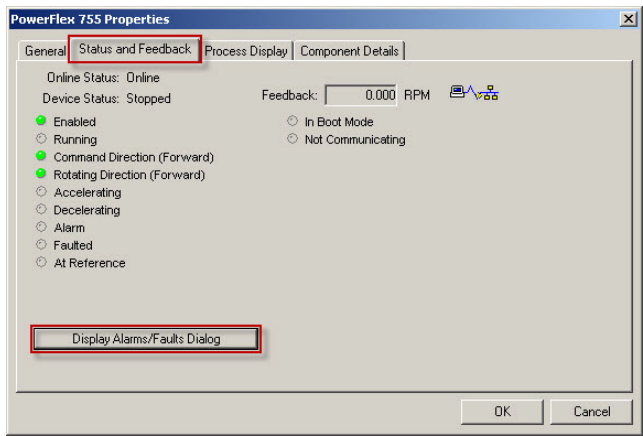 PowerFlex 755 Properties
General Status and Feedback Process Display Component Details
Online Status: Online
Device Status: Stopped
Feedback: 0.000 RPM
Enabled
In Boot Mode
Running
Not Communicating
Command Direction (Forward)
Rotating Direction (Forward)
Accelerating
Decelerating
Alarm
Faulted
At Reference
Display Alarms/Faults Dialog
OK Cancel